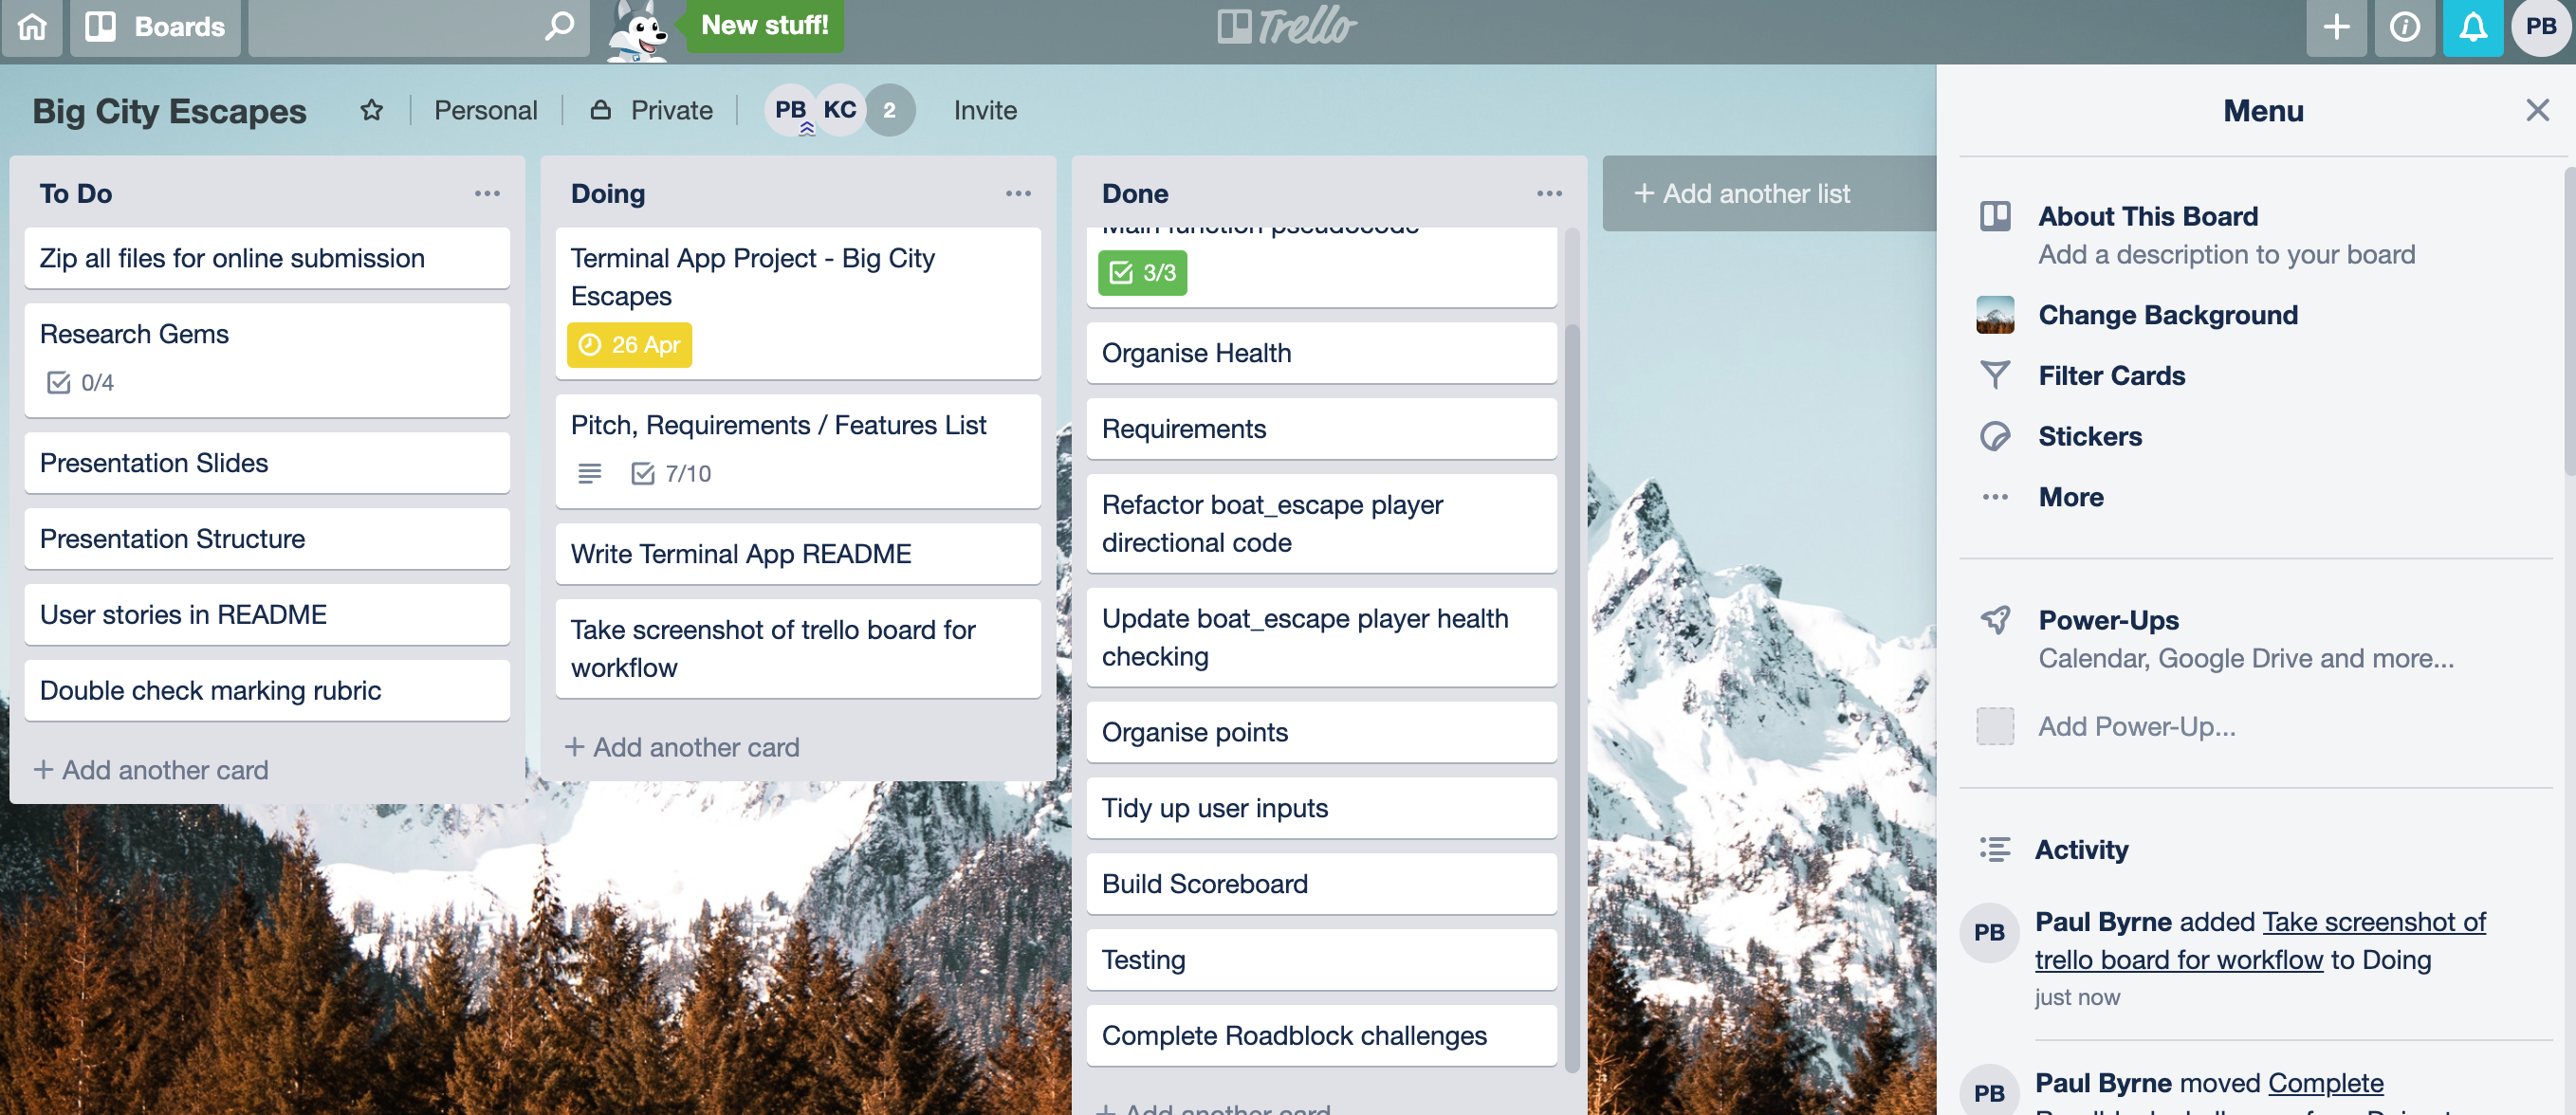 Boards
New stuff!
Trello
PB
Big City Escapes
Personal
Private
PB KC 2
Invite
To Do
Zip all files for online submission
Research Gems
0/4
Presentation Slides
Presentation Structure
User stories in README
Double check marking rubric
+ Add another card
Doing
Terminal App Project - Big City
Escapes
26 Apr
Pitch, Requirements / Features List
7/10
Write Terminal App README
Take screenshot of trello board for
workflow
+ Add another card
Done
Main function pseudocode
3/3
Organise Health
Requirements
Refactor boat_escape player
directional code
Update boat_escape player health
checking
Organise points
Tidy up user inputs
Build Scoreboard
Testing
Complete Roadblock challenges
+ Add another card
+ Add another list
Menu
About This Board
Add a description to your board
Change Background
Filter Cards
Stickers
More
Power-Ups
Calendar, Google Drive and more...
Add Power-Up...
Activity
PB
Paul Byrne added Take screenshot of
trello board for workflow to Doing
just now
PB
Paul Byrne moved Complete